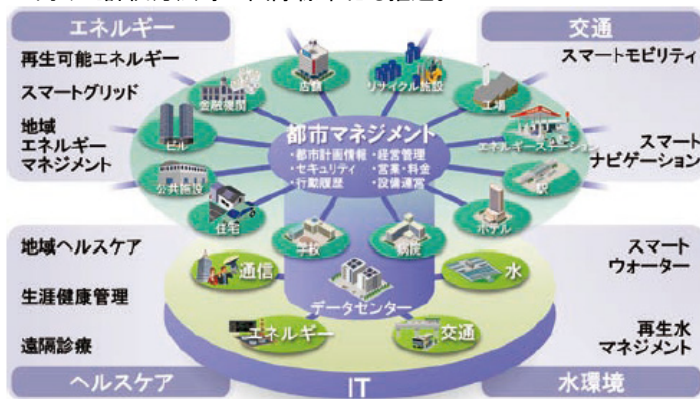 エネルギー
再生可能エネルギー
スマートグリッド
地域
エネルギー
マネジメント
交通
スマートモビリティ
スマート
ナビゲーション
店舗
リサイクル施設
金融機関
工場
ビル
エネルギーステーション
公共施設
駅
住宅
ホテル
学校
病院
都市マネジメント
・都市計画情報
・経営管理
・セキュリティ
・営業・料金
・行動履歴
・設備運営
通信
水
データセンター
エネルギー
交通
IT
地域ヘルスケア
生涯健康管理
遠隔診療
ヘルスケア
スマート
ウォーター
再生水
マネジメント
水環境